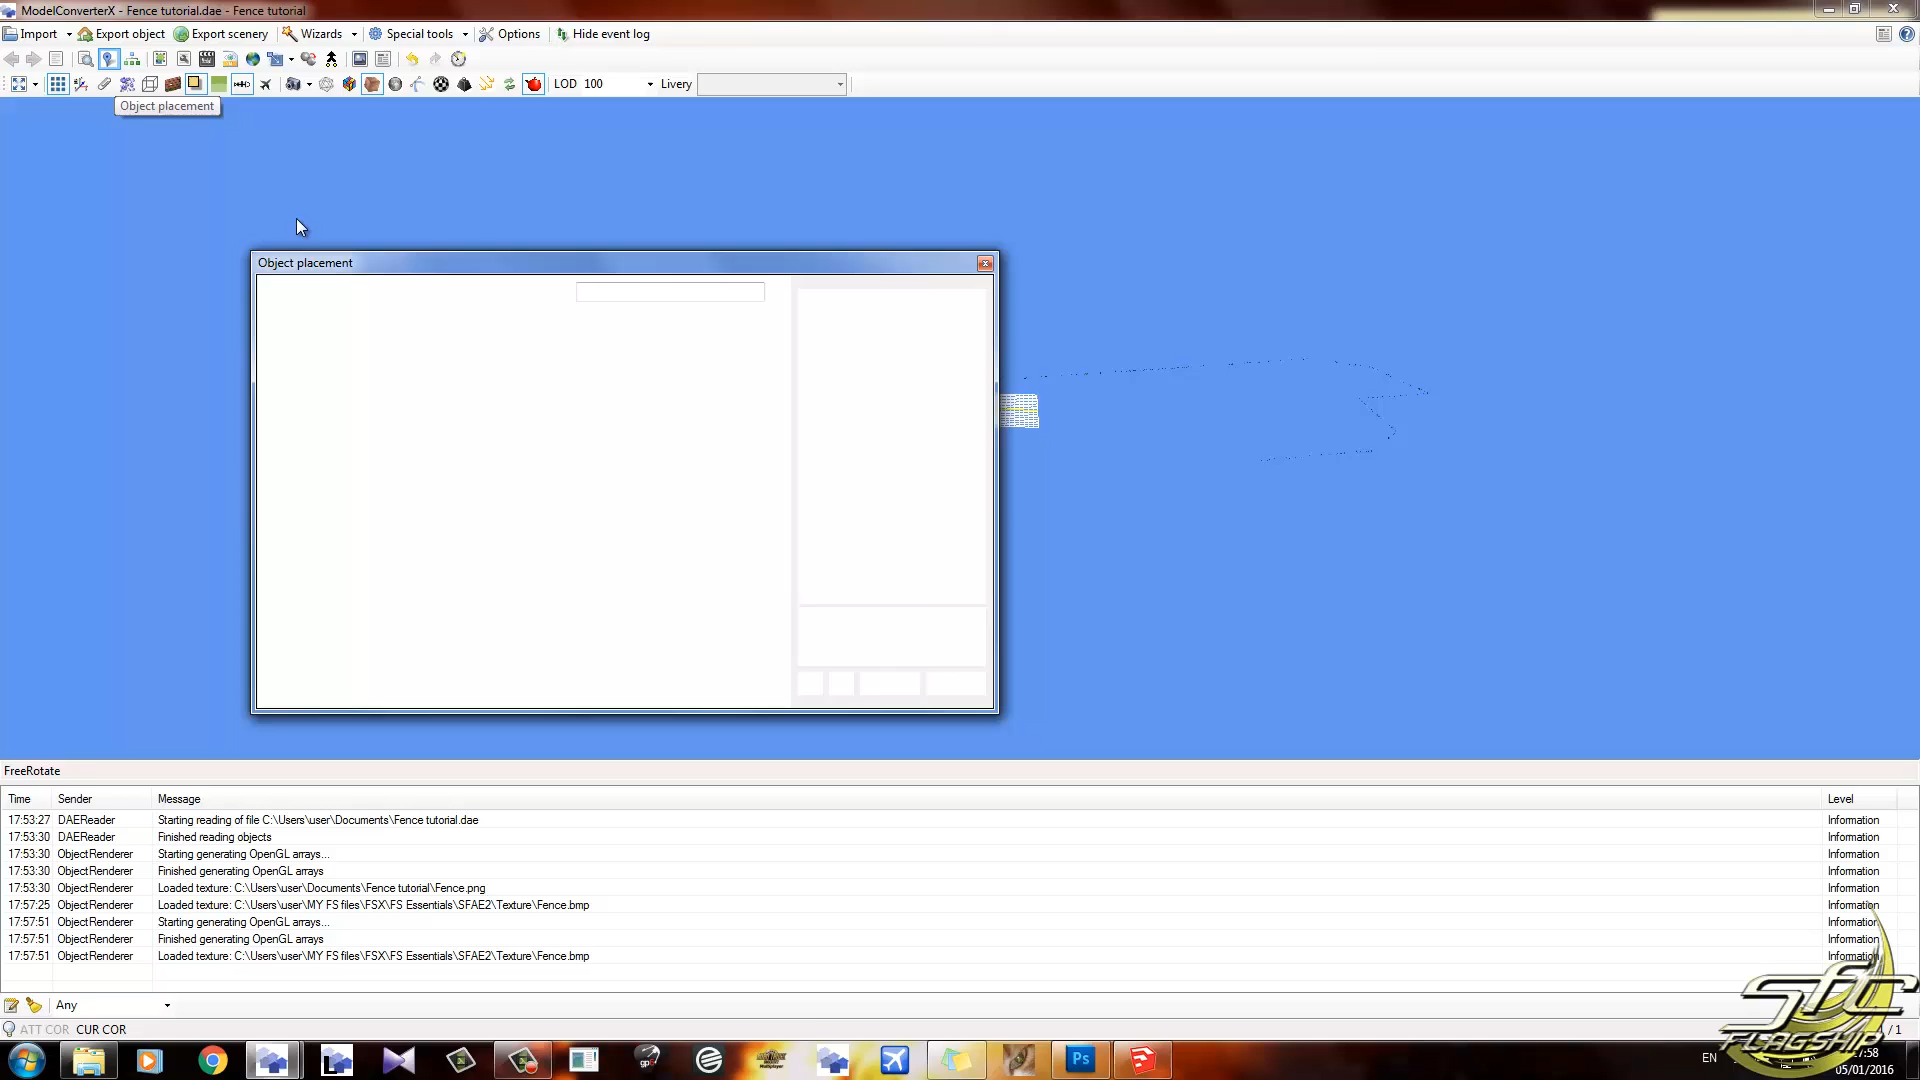 ModelConverterX - Fence tutorial.dae - Fence tutorial
Import Export object Export scenery Wizards Special tools Options Hide event log
LOD 100 Livery
Object placement
Object placement
FreeRotate
Time Sender Message Level
17:53:27 DAEReader Starting reading of file C:\Users\user\Documents\Fence tutorial.dae Information
17:53:30 DAEReader Finished reading objects Information
17:53:30 ObjectRenderer Starting generating OpenGL arrays... Information
17:53:30 ObjectRenderer Finished generating OpenGL arrays Information
17:53:30 ObjectRenderer Loaded texture: C:\Users\user\Documents\Fence tutorial\Fence.png Information
17:57:25 ObjectRenderer Loaded texture: C:\Users\user\MY FS files\FSX\FS Essentials\SFAE2\Texture\Fence.bmp Information
17:57:51 ObjectRenderer Starting generating OpenGL arrays... Information
17:57:51 ObjectRenderer Finished generating OpenGL arrays Information
17:57:51 ObjectRenderer Loaded texture: C:\Users\user\MY FS files\FSX\FS Essentials\SFAE2\Texture\Fence.bmp Information
Any
ATT COR CUR COR / 1
SFC
FLAGSHIP
Ps
EN
05/01/2016